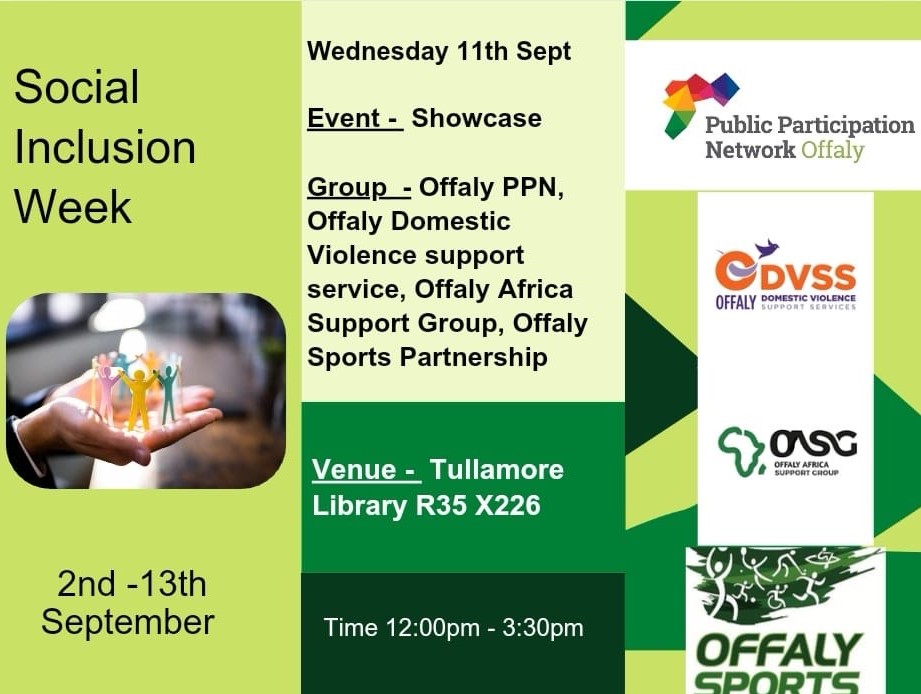 Social
Inclusion
Week
2nd -13th
September
Wednesday 11th Sept
Event - Showcase
Group - Offaly PPN,
Offaly Domestic
Violence support
service, Offaly Africa
Support Group, Offaly
Sports Partnership
Venue - Tullamore
Library R35 X226
Time 12:00pm - 3:30pm
Public Participation
Network Offaly
ODVSS
OFFALY DOMESTIC VIOLENCE
SUPPORT SERVICES
OASG
OFFALY AFRICA
SUPPORT GROUP
OFFALY
SPORTS